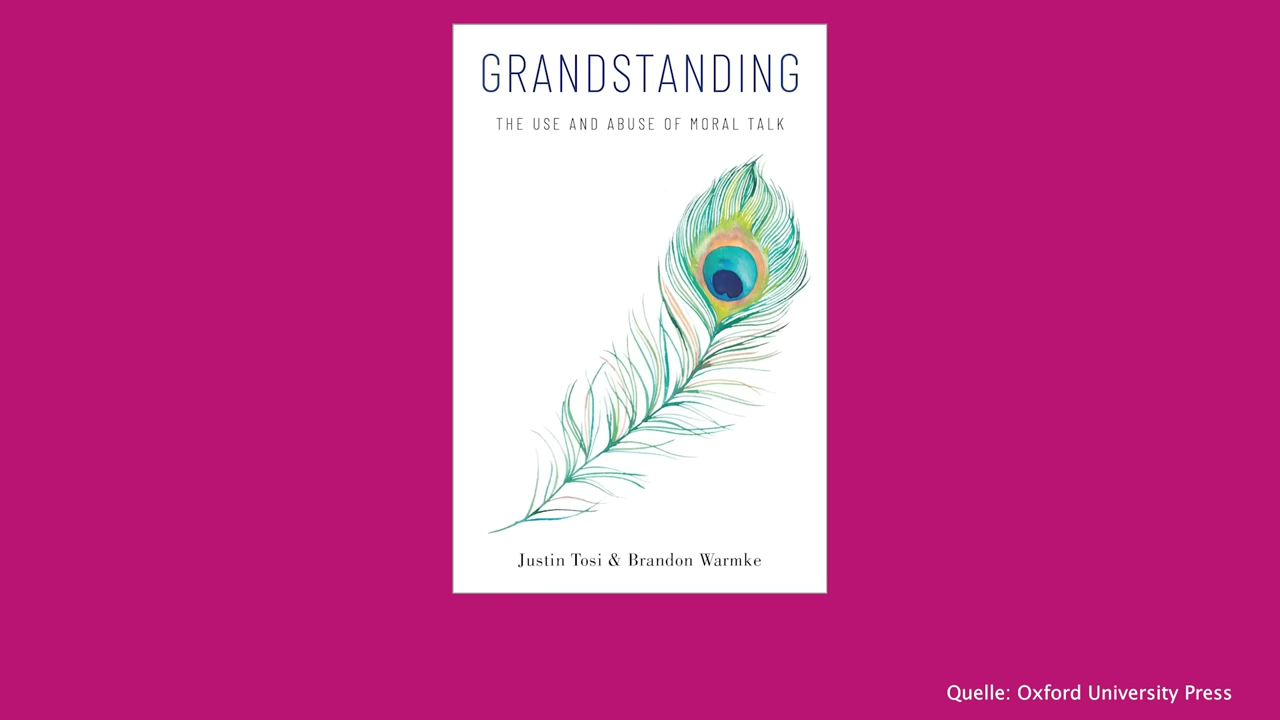 GRANDSTANDING
THE USE AND ABUSE OF MORAL TALK
Justin Tosi & Brandon Warmke
Quelle: Oxford University Press